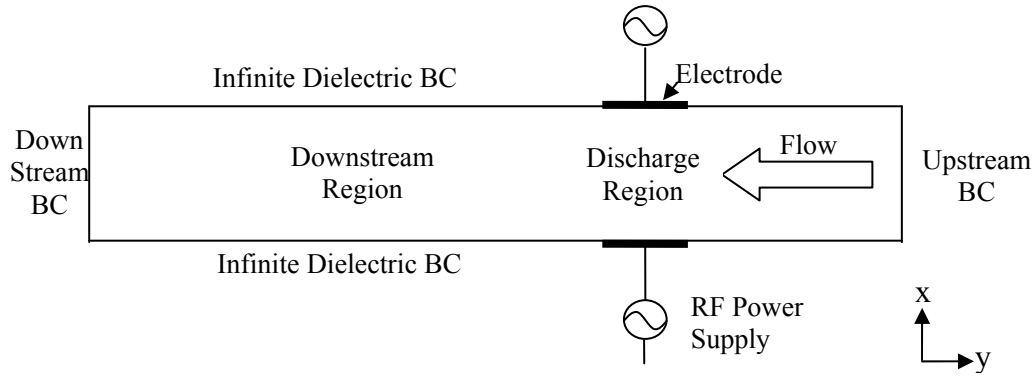 Infinite Dielectric BC
Electrode
Down
Stream
BC
Downstream
Region
Discharge
Region
Flow
Upstream
BC
Infinite Dielectric BC
RF Power
Supply
x
y